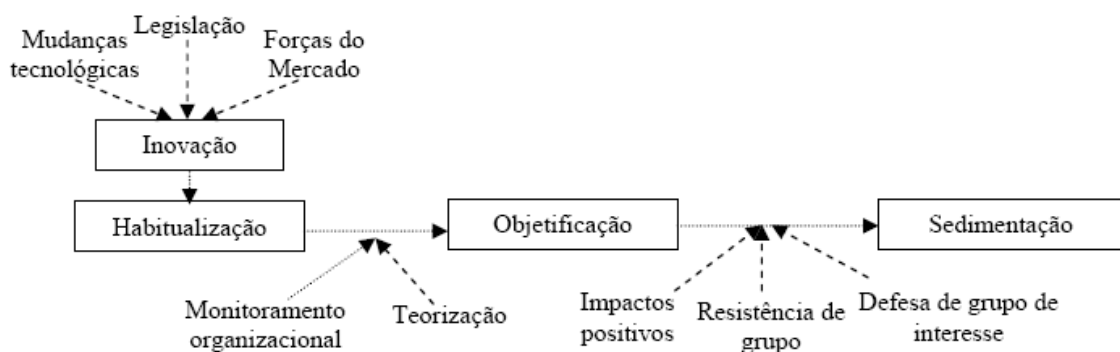 Legislação
Mudanças
tecnológicas
Forças do
Mercado
Inovação
Habitualização
Objetificação
Sedimentação
Monitoramento
organizacional
Teorização
Impactos
positivos
Resistência de
grupo
Defesa de grupo de
interesse